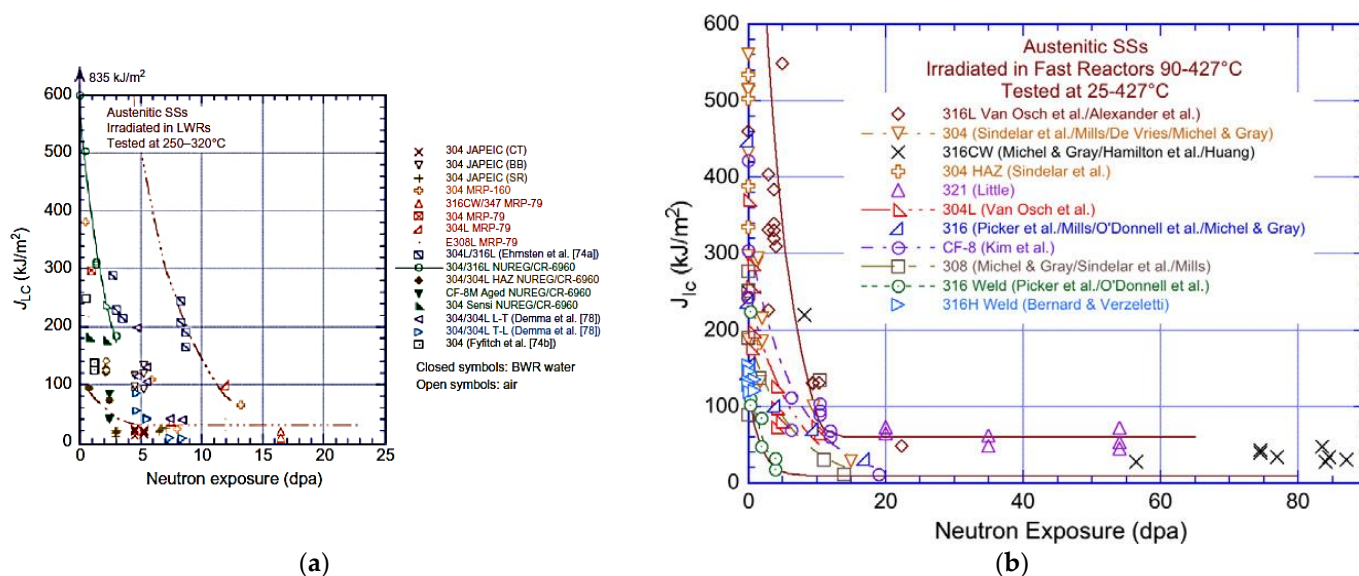 835 kJ/m²
600
500
400
300
200
100
0
J_LC (kJ/m²)
Austenitic SSs
Irradiated in LWRs
Tested at 250–320°C
0 5 10 15 20 25
Neutron exposure (dpa)
304 JAPEIC (CT)
304 JAPEIC (BB)
304 JAPEIC (SR)
304 MRP-160
316CW/347 MRP-79
304 MRP-79
304L MRP-79
E308L MRP-79
304L/316L (Ehrnsten et al. [74a])
304/316L NUREG/CR-6960
304/304L HAZ NUREG/CR-6960
CF-8M Aged NUREG/CR-6960
304 Sensi NUREG/CR-6960
304/304L L-T (Demma et al. [78])
304/304L T-L (Demma et al. [78])
304 (Fyfitch et al. [74b])
Closed symbols: BWR water
Open symbols: air
(a)
600
500
400
300
200
100
0
J_Ic (kJ/m²)
Austenitic SSs
Irradiated in Fast Reactors 90-427°C
Tested at 25-427°C
316L Van Osch et al./Alexander et al.
304 (Sindelar et al./Mills/De Vries/Michel & Gray)
316CW (Michel & Gray/Hamilton et al./Huang)
304 HAZ (Sindelar et al.)
321 (Little)
304L (Van Osch et al.)
316 (Picker et al./Mills/O'Donnell et al./Michel & Gray)
CF-8 (Kim et al.)
308 (Michel & Gray/Sindelar et al./Mills)
316 Weld (Picker et al./O'Donnell et al.)
316H Weld (Bernard & Verzeletti)
0 20 40 60 80
Neutron Exposure (dpa)
(b)